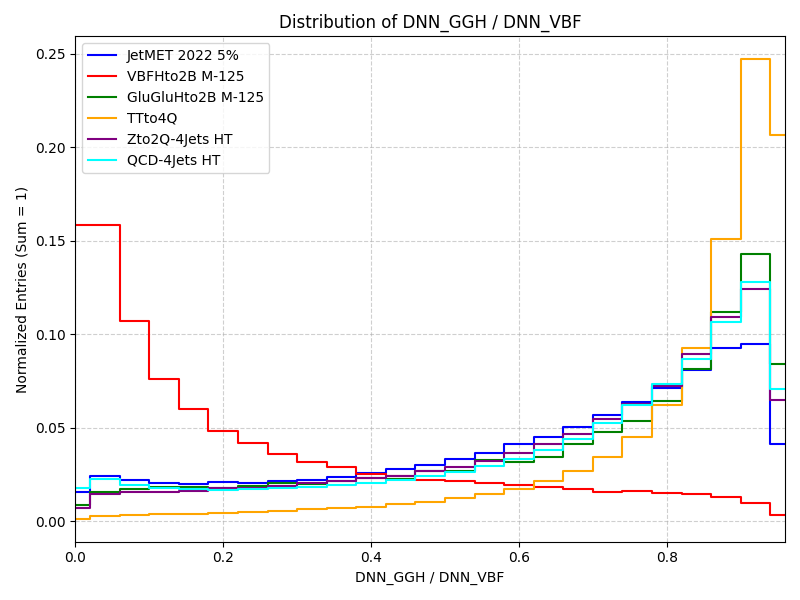 Distribution of DNN_GGH / DNN_VBF
JetMET 2022 5%
VBFHto2B M-125
GluGluHto2B M-125
TTto4Q
Zto2Q-4Jets HT
QCD-4Jets HT
Normalized Entries (Sum = 1)
0.25
0.20
0.15
0.10
0.05
0.00
0.0 0.2 0.4 0.6 0.8
DNN_GGH / DNN_VBF